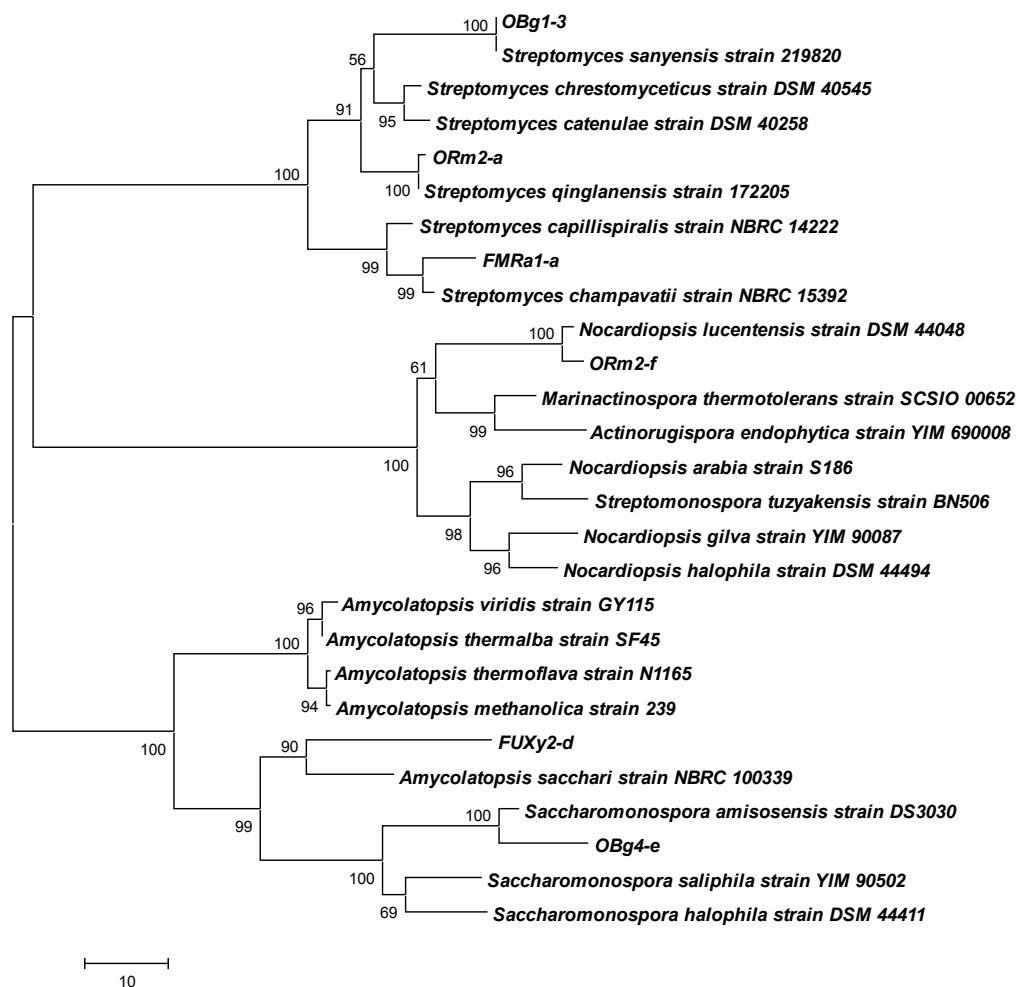 100
OBg1-3
Streptomyces sanyensis strain 219820
56
Streptomyces chrestomyceticus strain DSM 40545
95
Streptomyces catenulae strain DSM 40258
91
ORm2-a
100
Streptomyces qinglanensis strain 172205
100
Streptomyces capillispiralis strain NBRC 14222
99
FMRa1-a
99
Streptomyces champavatii strain NBRC 15392
100
Nocardiopsis lucentensis strain DSM 44048
ORm2-f
61
Marinactinospora thermotolerans strain SCSIO 00652
99
Actinorugispora endophytica strain YIM 690008
100
96
Nocardiopsis arabia strain S186
Streptomonospora tuzyakensis strain BN506
98
Nocardiopsis gilva strain YIM 90087
96
Nocardiopsis halophila strain DSM 44494
96
Amycolatopsis viridis strain GY115
100
Amycolatopsis thermalba strain SF45
Amycolatopsis thermoflava strain N1165
94
Amycolatopsis methanolica strain 239
100
90
FUXy2-d
Amycolatopsis sacchari strain NBRC 100339
99
100
Saccharomonospora amisosensis strain DS3030
OBg4-e
100
Saccharomonospora saliphila strain YIM 90502
69
Saccharomonospora halophila strain DSM 44411
10